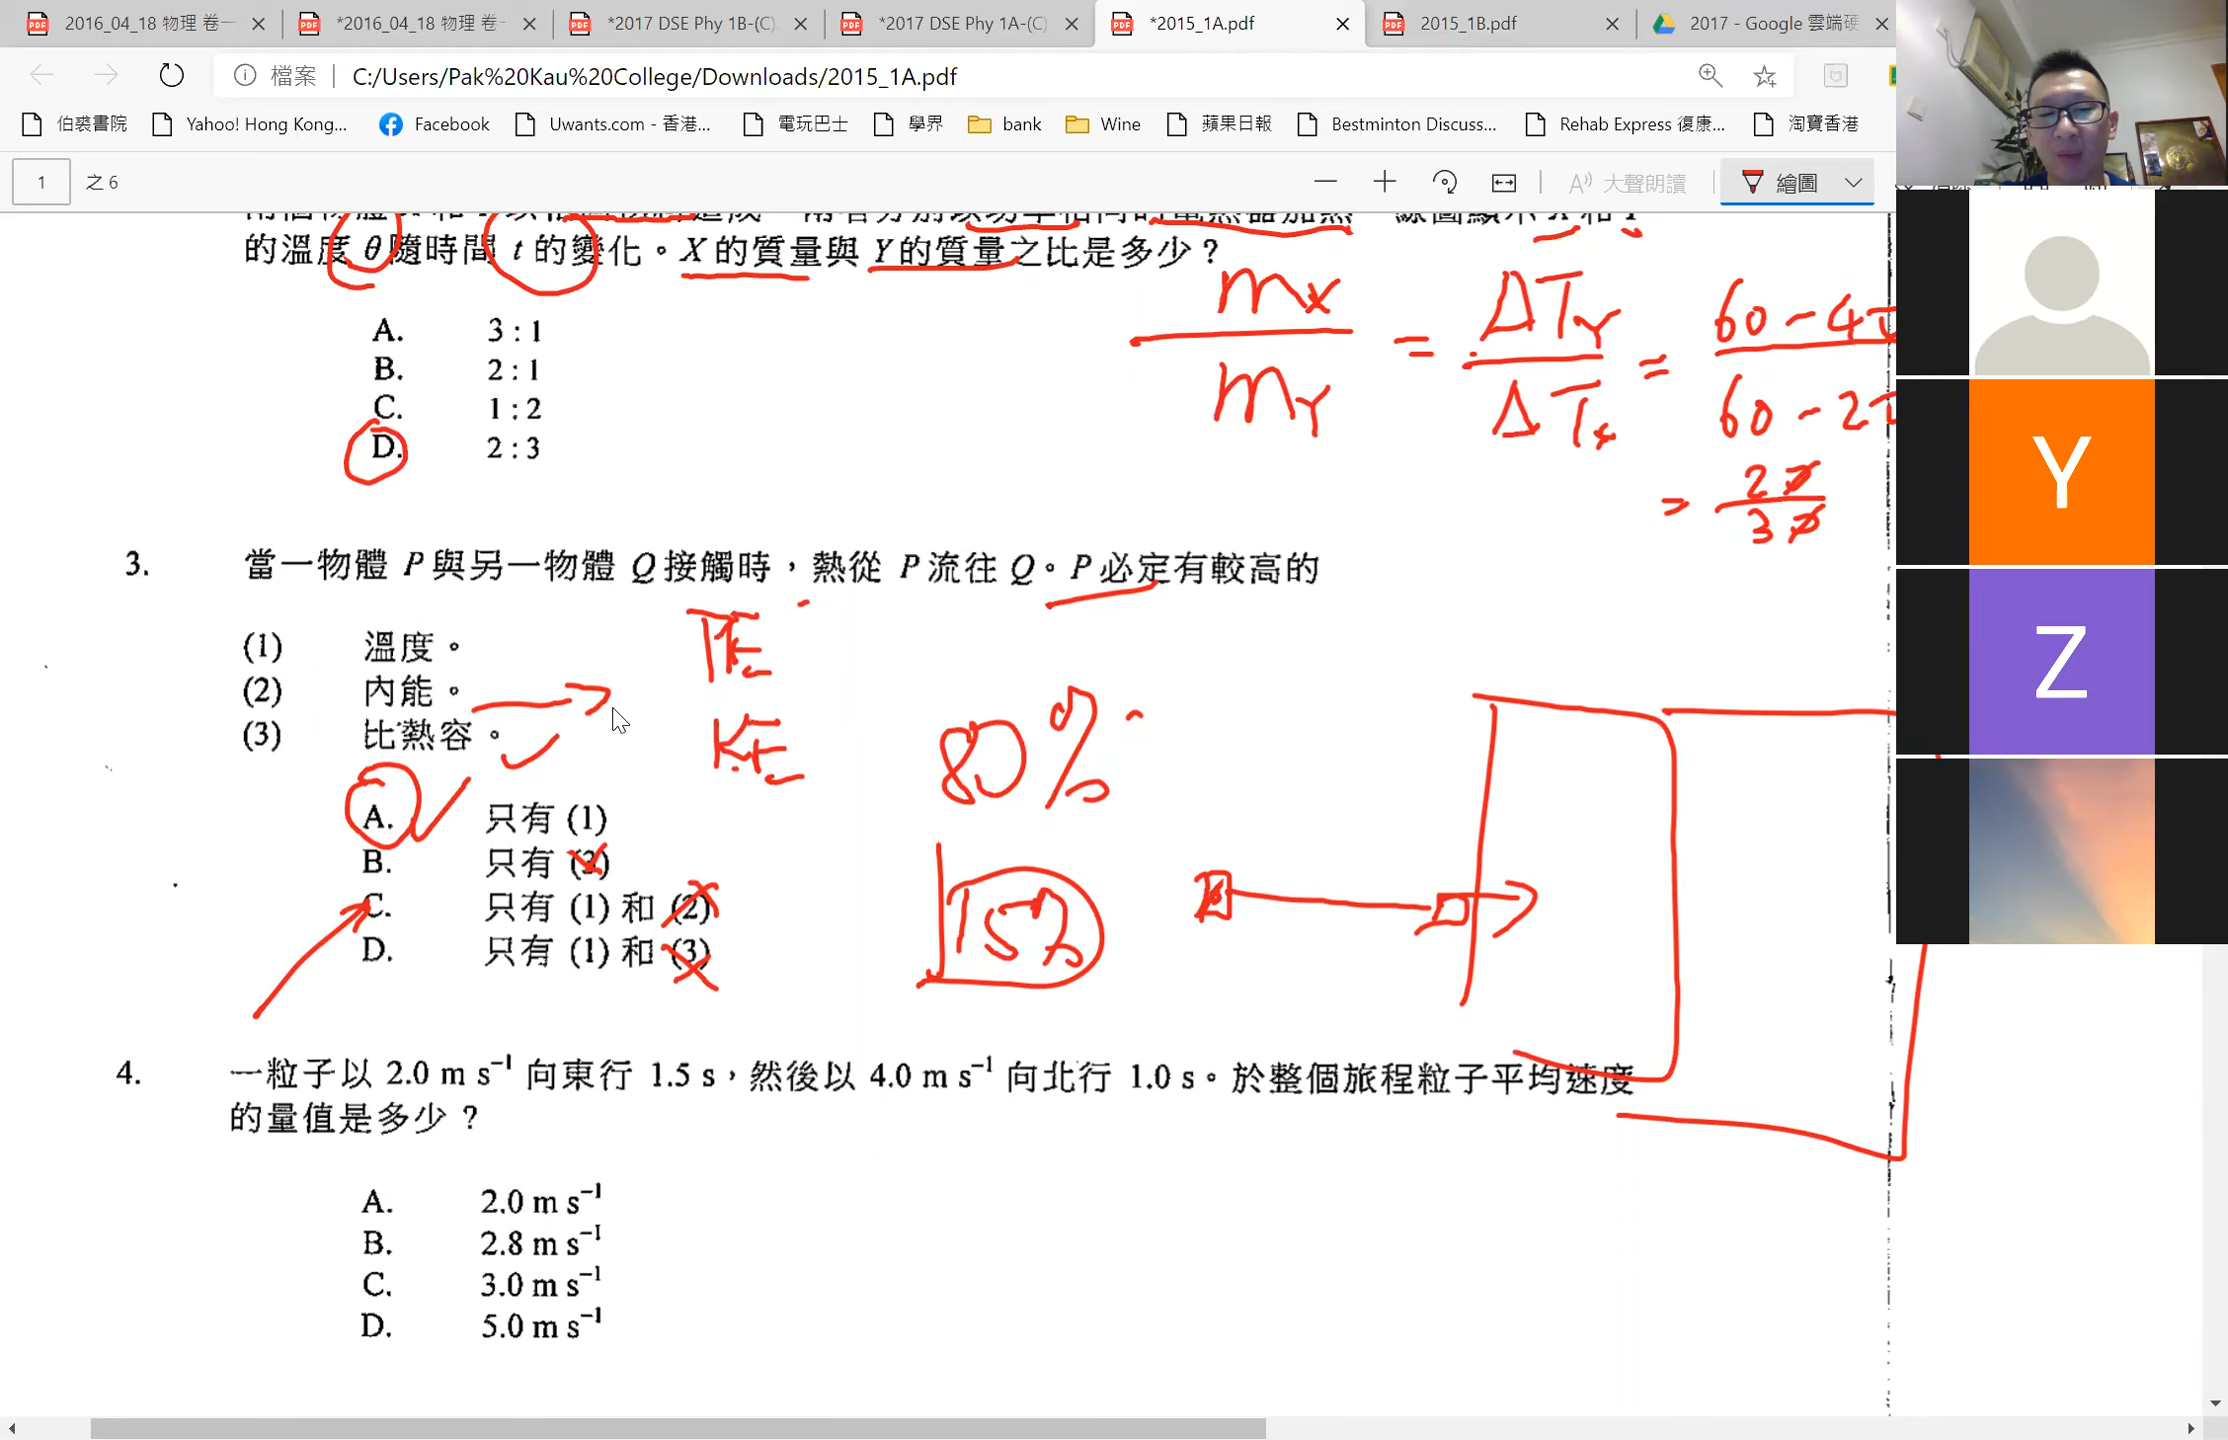 2016_04_18 物理 卷一
*2016_04_18 物理 卷一
*2017 DSE Phy 1B-(C)
*2017 DSE Phy 1A-(C)
*2015_1A.pdf
2015_1B.pdf
2017 - Google 雲端硬
檔案 C:/Users/Pak%20Kau%20College/Downloads/2015_1A.pdf
伯裘書院 Yahoo! Hong Kong... Facebook Uwants.com - 香港... 電玩巴士 學界 bank Wine 蘋果日報 Bestminton Discuss... Rehab Express 復康... 淘寶香港
1 之 6 大聲朗讀 繪圖
的溫度 θ 隨時間 t 的變化。X 的質量與 Y 的質量之比是多少？
A. 3 : 1
B. 2 : 1
C. 1 : 2
D. 2 : 3
mX / mY = ΔTY / ΔTx = 60 - 4 / 60 - 2
= 20 / 30
3. 當一物體 P 與另一物體 Q 接觸時，熱從 P 流往 Q。P 必定有較高的
(1) 溫度。
(2) 內能。
(3) 比熱容。
PE
KE
80%
15%
A. 只有 (1)
B. 只有 (3)
C. 只有 (1) 和 (2)
D. 只有 (1) 和 (3)
4. 一粒子以 2.0 m s⁻¹ 向東行 1.5 s，然後以 4.0 m s⁻¹ 向北行 1.0 s。於整個旅程粒子平均速度
的量值是多少？
A. 2.0 m s⁻¹
B. 2.8 m s⁻¹
C. 3.0 m s⁻¹
D. 5.0 m s⁻¹
Y
Z